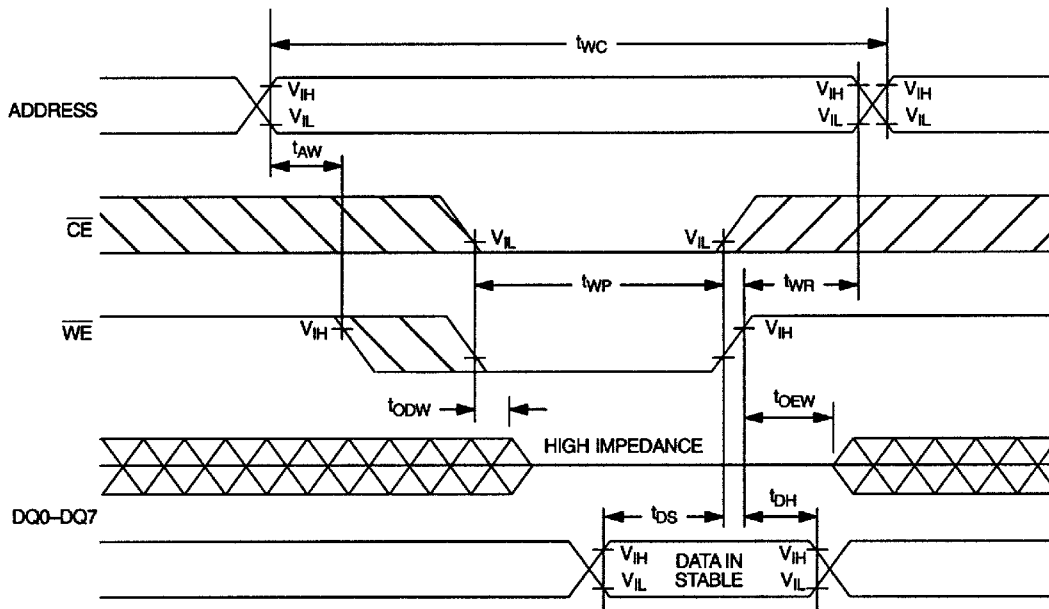 tWC
VIH VIH VIH
ADDRESS
VIL VIL VIL
tAW
CE
VIL VIL
tWP tWR
WE
VIH VIH
tODW tOEW
HIGH IMPEDANCE
DQ0–DQ7
tDS tDH
VIH DATA IN VIH
VIL STABLE VIL